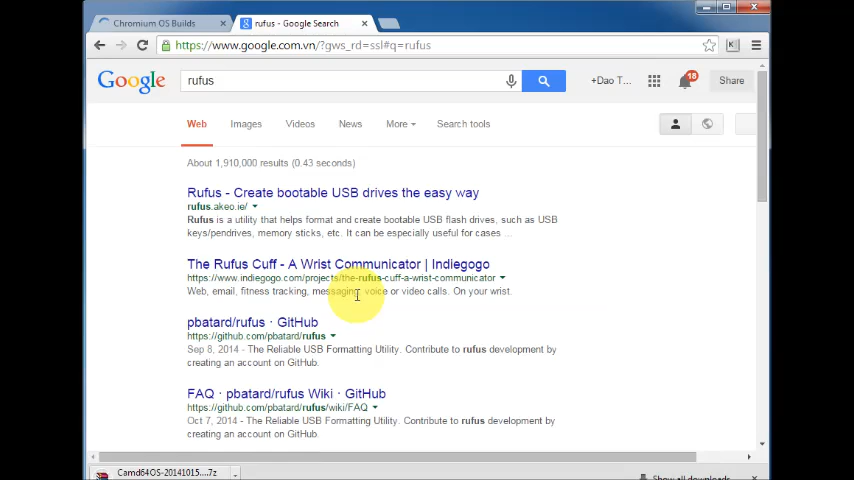 Chromium OS Builds
rufus - Google Search
https://www.google.com.vn/?gws_rd=ssl#q=rufus
Google
rufus
+Dao T...
18
Share
Web
Images
Videos
News
More
Search tools
About 1,910,000 results (0.43 seconds)
Rufus - Create bootable USB drives the easy way
rufus.akeo.ie/
Rufus is a utility that helps format and create bootable USB flash drives, such as USB
keys/pendrives, memory sticks, etc. It can be especially useful for cases ...
The Rufus Cuff - A Wrist Communicator | Indiegogo
https://www.indiegogo.com/projects/the-rufus-cuff-a-wrist-communicator
Web, email, fitness tracking, messaging, voice or video calls. On your wrist.
pbatard/rufus · GitHub
https://github.com/pbatard/rufus
Sep 8, 2014 - The Reliable USB Formatting Utility. Contribute to rufus development by
creating an account on GitHub.
FAQ · pbatard/rufus Wiki · GitHub
https://github.com/pbatard/rufus/wiki/FAQ
Oct 7, 2014 - The Reliable USB Formatting Utility. Contribute to rufus development by
creating an account on GitHub.
Camd64OS-20141015....7z
Show all downloads...